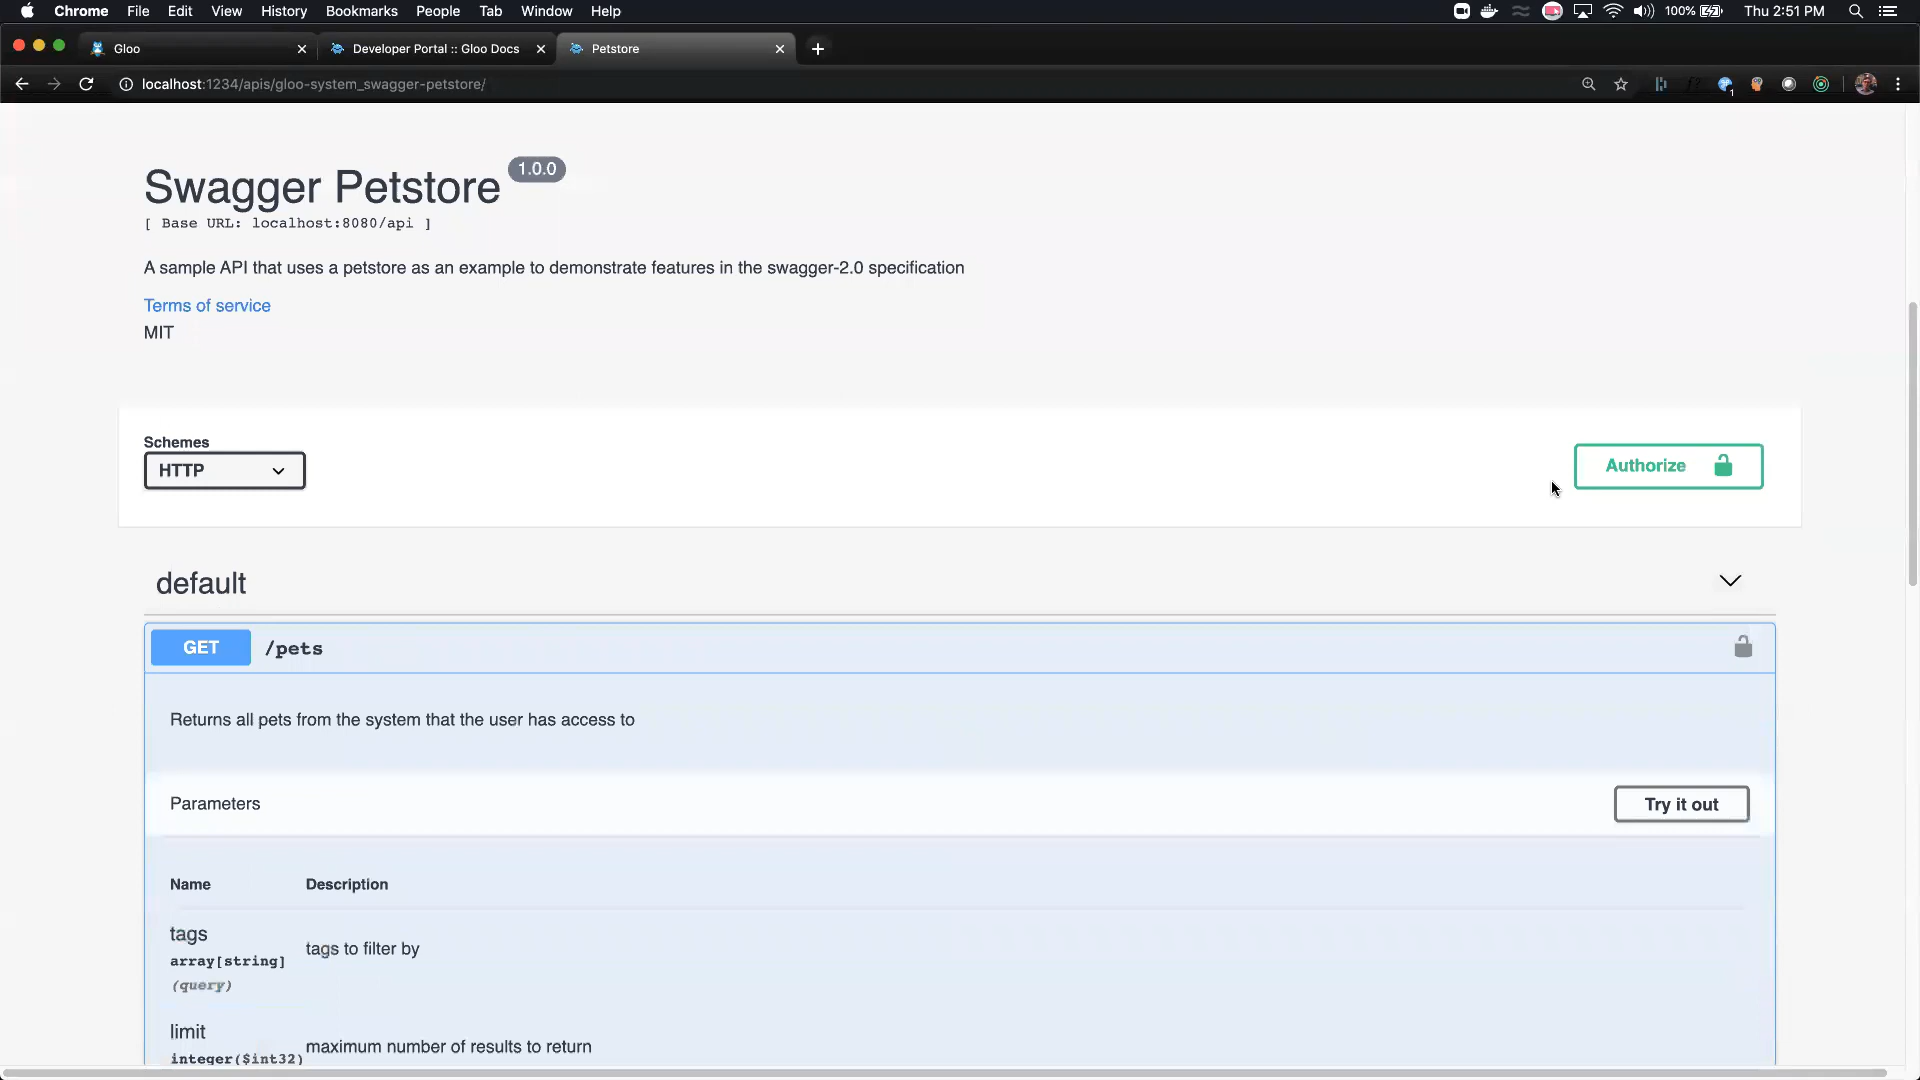 Chrome File Edit View History Bookmarks People Tab Window Help 100% Thu 2:51 PM
Gloo Developer Portal :: Gloo Docs Petstore
localhost:1234/apis/gloo-system_swagger-petstore/
1
Swagger Petstore 1.0.0
[ Base URL: localhost:8080/api ]
A sample API that uses a petstore as an example to demonstrate features in the swagger-2.0 specification
Terms of service
MIT
Schemes
HTTP
Authorize
default
GET /pets
Returns all pets from the system that the user has access to
Parameters
Try it out
Name Description
tags
array[string]
(query)
tags to filter by
limit
integer($int32)
maximum number of results to return